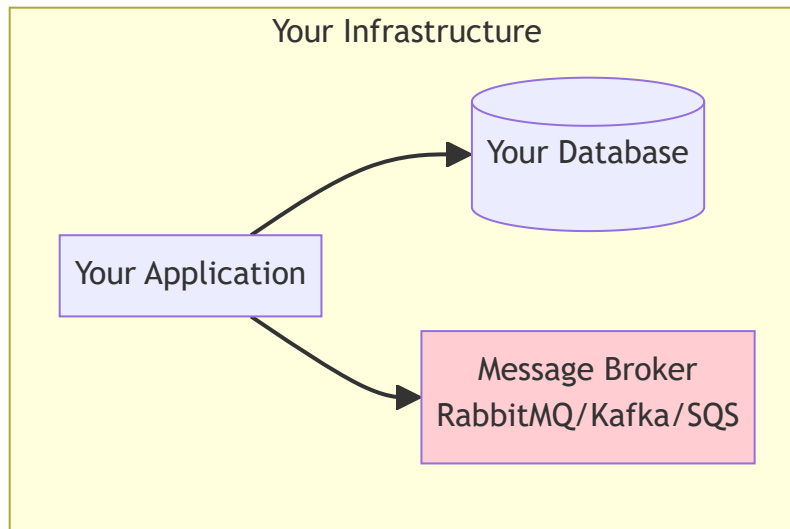 Your Infrastructure
Your Database
Your Application
Message Broker
RabbitMQ/Kafka/SQS